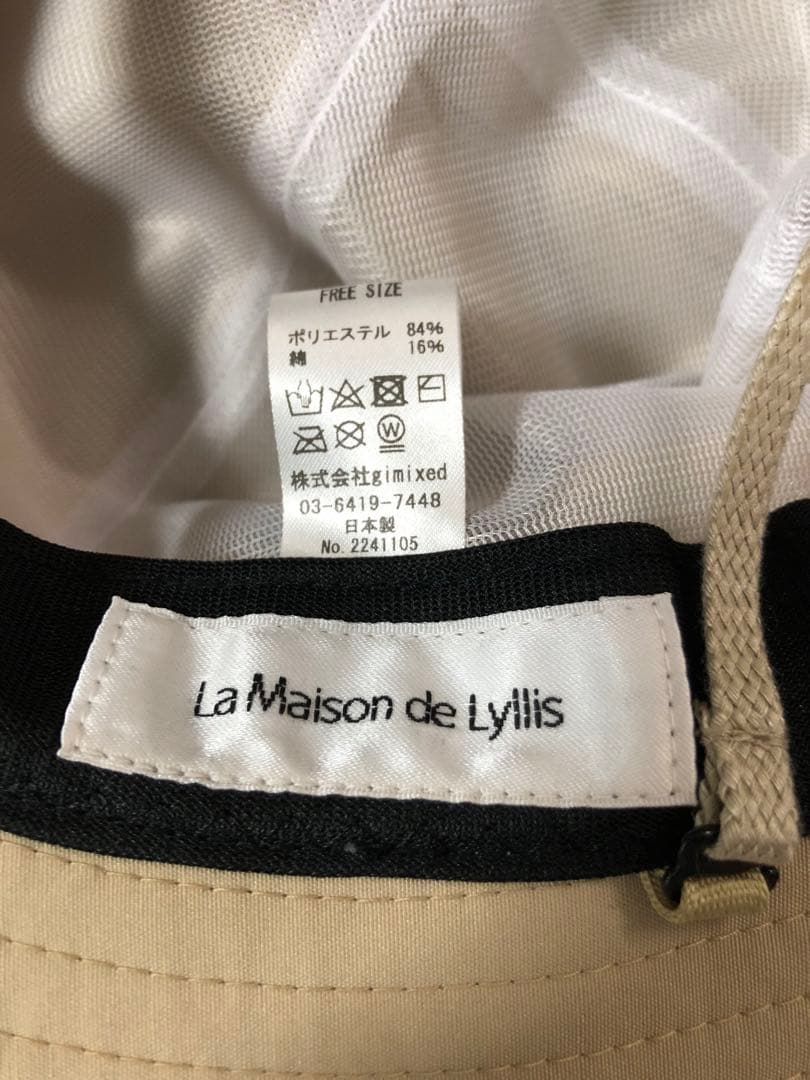 FREE SIZE
ポリエステル 84%
綿 16%
W
株式会社gimixed
03-6419-7448
日本製
No. 2241105
La Maison de Lyllis